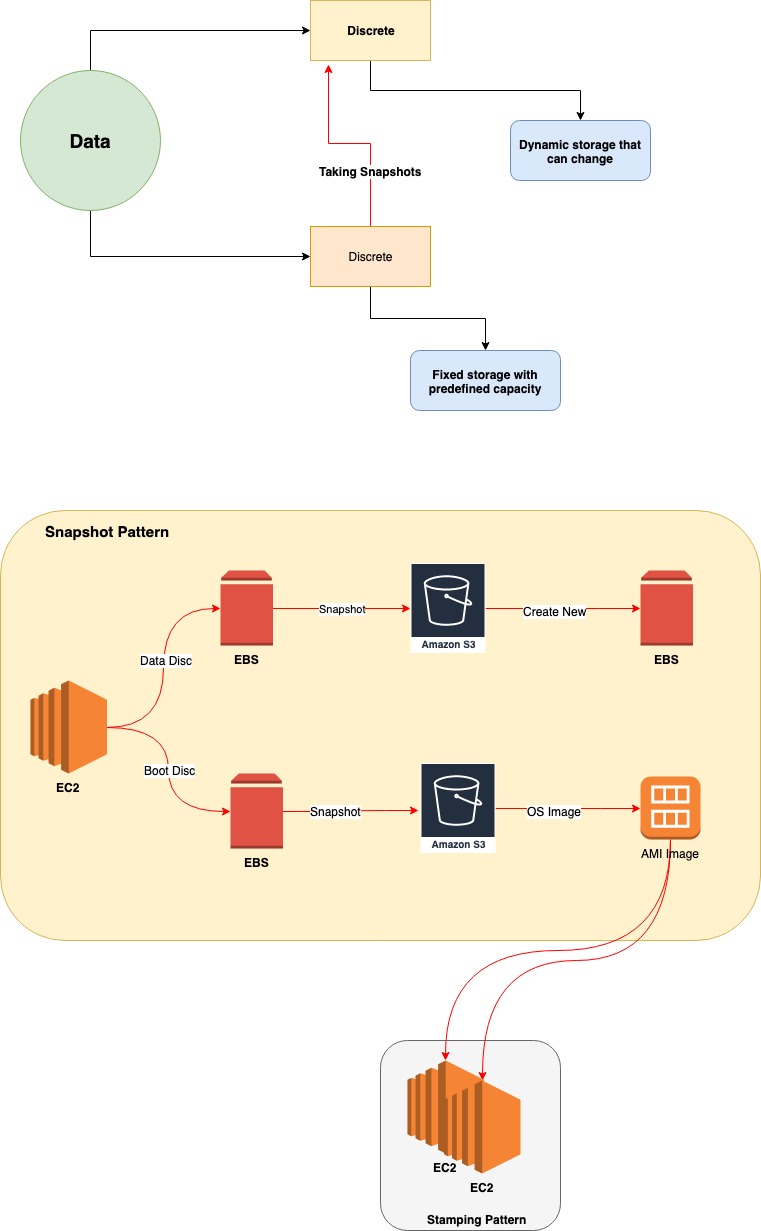 Discrete
Data
Dynamic storage that
can change
Taking Snapshots
Discrete
Fixed storage with
predefined capacity
Snapshot Pattern
Snapshot
Create New
Amazon S3
EBS
EBS
Data Disc
Boot Disc
EC2
Snapshot
OS Image
Amazon S3
AMI Image
EBS
EC2
EC2
Stamping Pattern